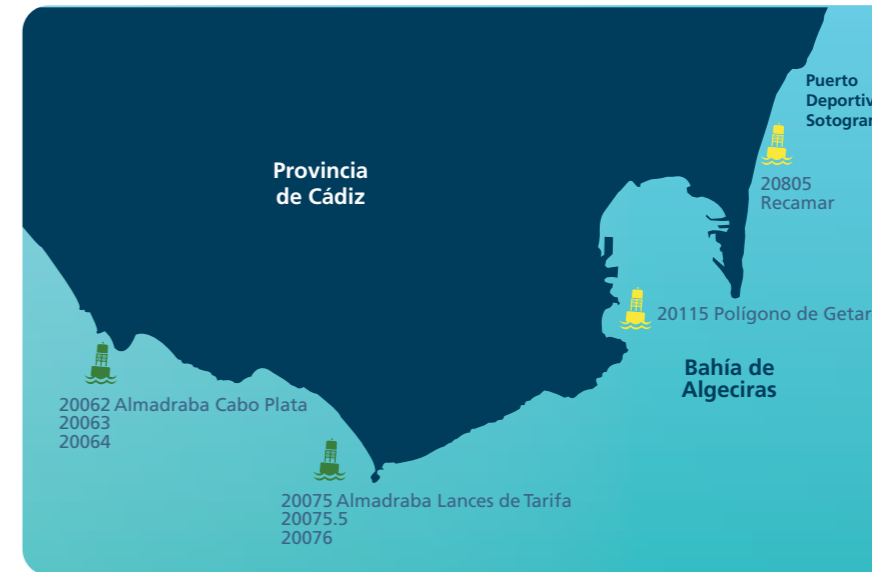 Puerto
Deportiv
Sotogran
Provincia
de Cádiz
20805
Recamar
20115 Polígono de Getar
Bahía de
Algeciras
20062 Almadraba Cabo Plata
20063
20064
20075 Almadraba Lances de Tarifa
20075.5
20076